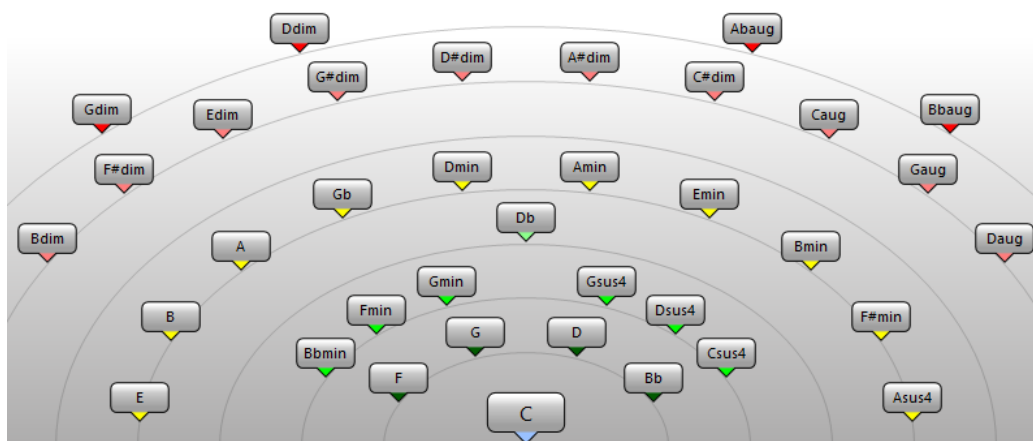 Ddim
Abaug
D#dim
A#dim
G#dim
C#dim
Gdim
Edim
Caug
Bbaug
F#dim
Dmin
Amin
Gaug
Gb
Emin
Db
Bdim
A
Bmin
Daug
Gmin
Gsus4
Fmin
Dsus4
B
F#min
G
D
Bbmin
Csus4
F
Bb
E
C
Asus4